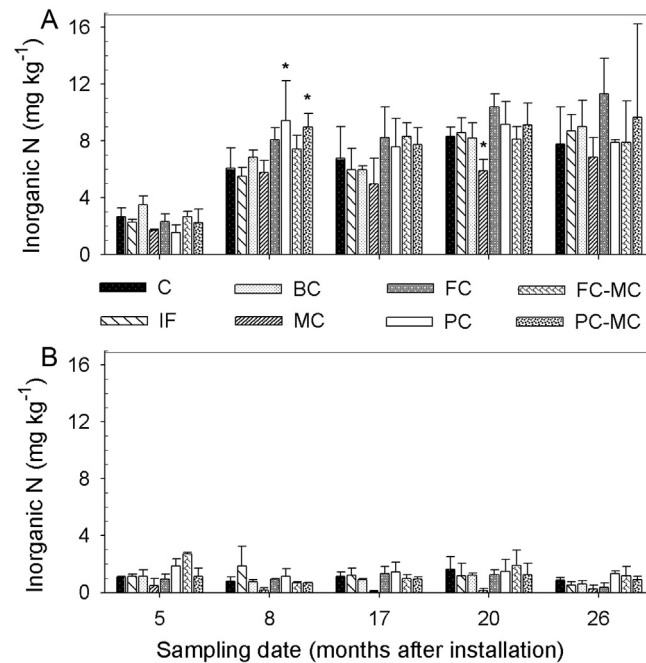 A
16
12
8
4
0
Inorganic N (mg kg⁻¹)
* * *
C BC FC FC-MC
IF MC PC PC-MC
B
16
12
8
4
0
Inorganic N (mg kg⁻¹)
5 8 17 20 26
Sampling date (months after installation)